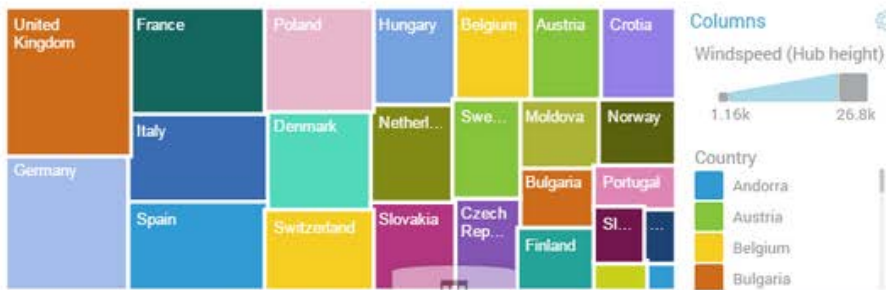 United
Kingdom
France
Poland
Hungary
Belgium
Austria
Crotia
Columns
Windspeed (Hub height)
1.16k
26.8k
Italy
Denmark
Netherl...
Swe...
Moldova
Norway
Country
Germany
Bulgaria
Portugal
Andorra
Spain
Switzerland
Slovakia
Czech
Rep...
Sl...
...
Austria
Finland
Belgium
Bulgaria